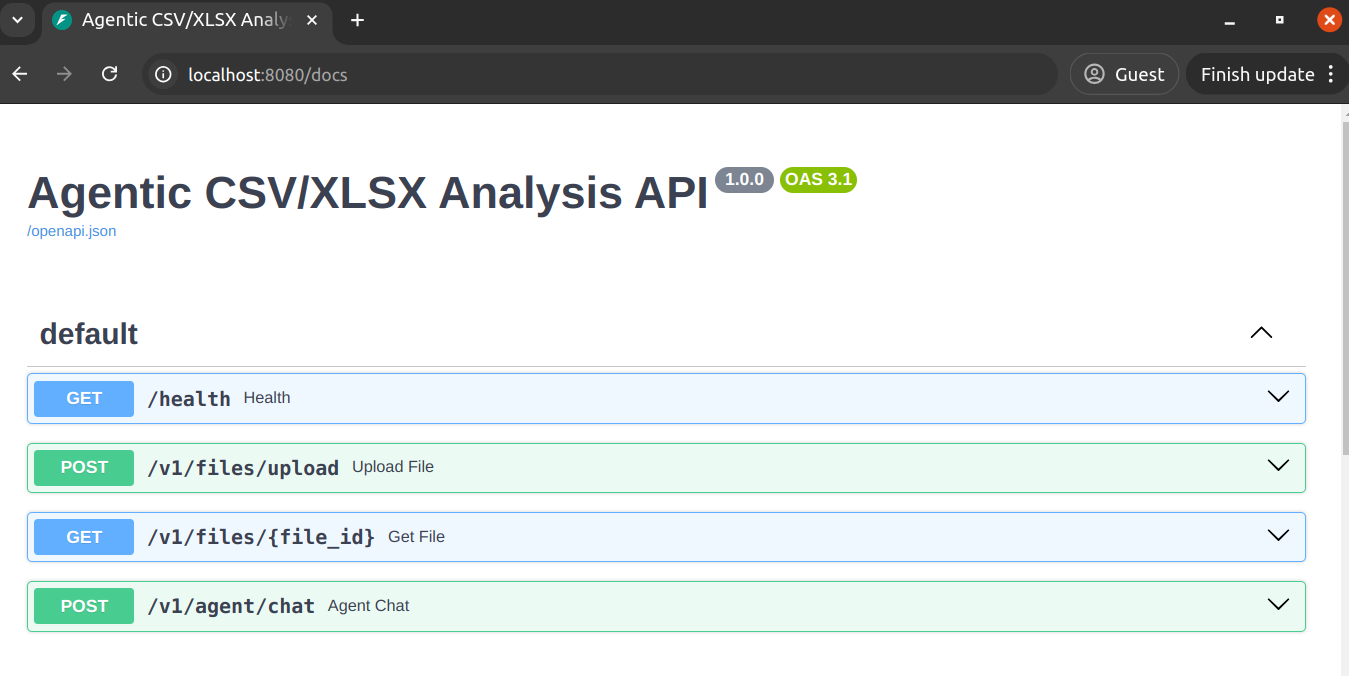 Agentic CSV/XLSX Analy
localhost:8080/docs
Guest
Finish update
Agentic CSV/XLSX Analysis API 1.0.0 OAS 3.1
/openapi.json
default
GET /health Health
POST /v1/files/upload Upload File
GET /v1/files/{file_id} Get File
POST /v1/agent/chat Agent Chat